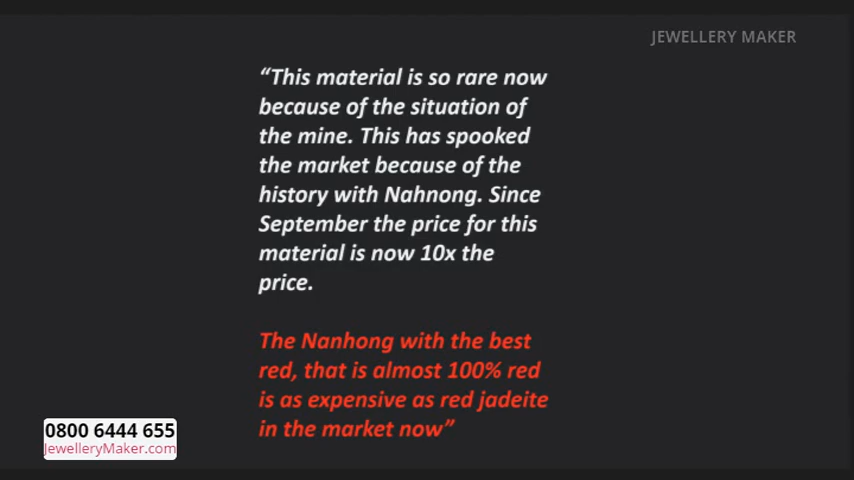 JEWELLERY MAKER
“This material is so rare now
because of the situation of
the mine. This has spooked
the market because of the
history with Nahnong. Since
September the price for this
material is now 10x the
price.
The Nanhong with the best
red, that is almost 100% red
is as expensive as red jadeite
in the market now”
0800 6444 655
JewelleryMaker.com